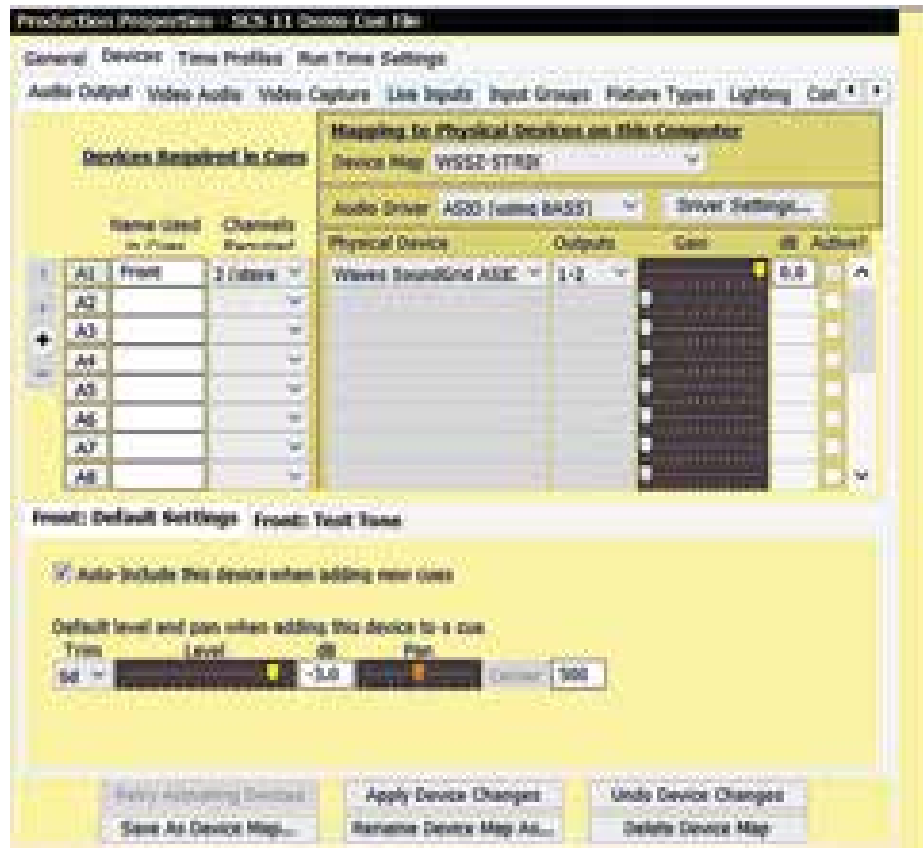 Production Properties - SCS 11 Demo Cue File
General Devices Time Profiles Run Time Settings
Audio Output Video Audio Video Capture Live Inputs Input Groups Fixture Types Lighting
Devices Required in Cues
Mapping to Physical Devices on this Computer
Device Map
Audio Driver ASIO (using BASS) Driver Settings...
Name Used in Cues
Channels Required
Physical Device Outputs Gain dB Active?
A1 Front Waves SoundGrid ASIC 1-2 0.0
A2
A3
A4
A5
A6
A7
A8
Front: Default Settings Front: Test Tone
Auto-Include this device when adding new cues
Default level and pan when adding this device to a cue
Trim Level dB Pan
Center 500
Retry Activating Devices Apply Device Changes Undo Device Changes
Save As Device Map... Rename Device Map As... Delete Device Map